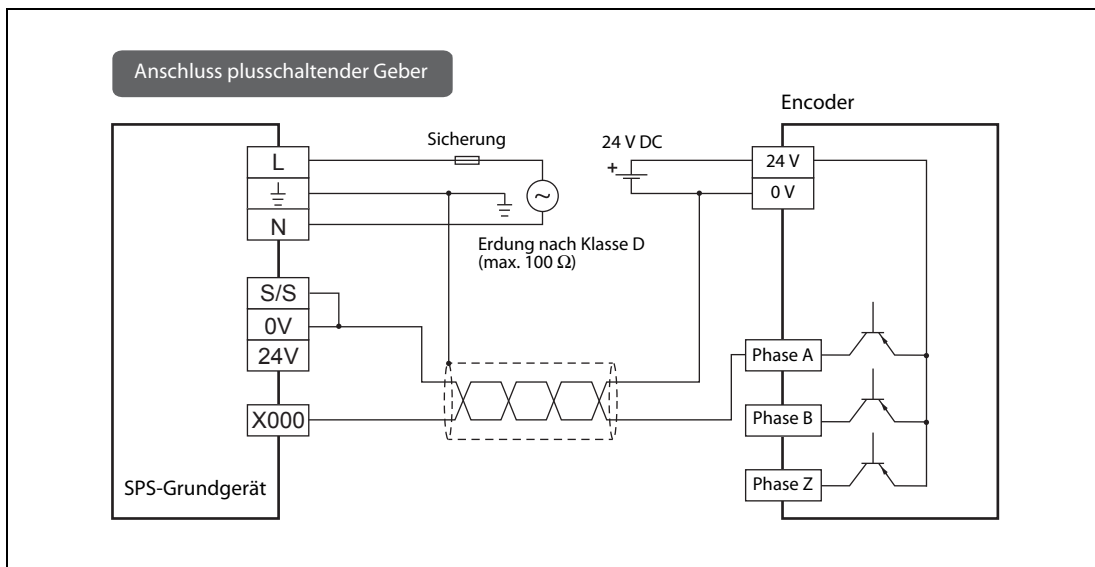 Anschluss plusschaltender Geber
Encoder
Sicherung
24 V DC
L
24 V
+
0 V
~
N
Erdung nach Klasse D
(max. 100 Ω)
S/S
0V
24V
Phase A
X000
Phase B
Phase Z
SPS-Grundgerät